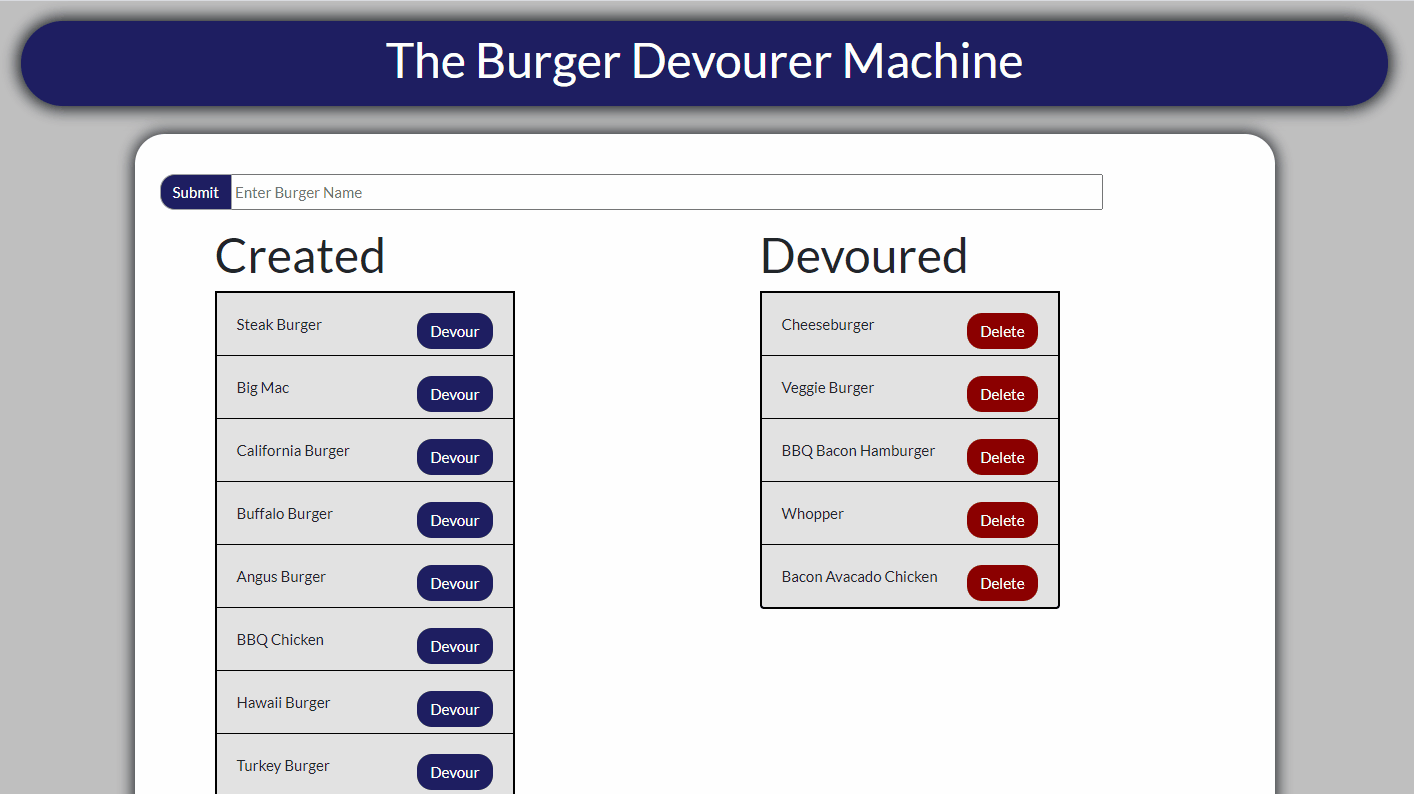 The Burger Devourer Machine
Submit Enter Burger Name
Created
Steak Burger Devour
Big Mac Devour
California Burger Devour
Buffalo Burger Devour
Angus Burger Devour
BBQ Chicken Devour
Hawaii Burger Devour
Turkey Burger Devour
Devoured
Cheeseburger Delete
Veggie Burger Delete
BBQ Bacon Hamburger Delete
Whopper Delete
Bacon Avacado Chicken Delete